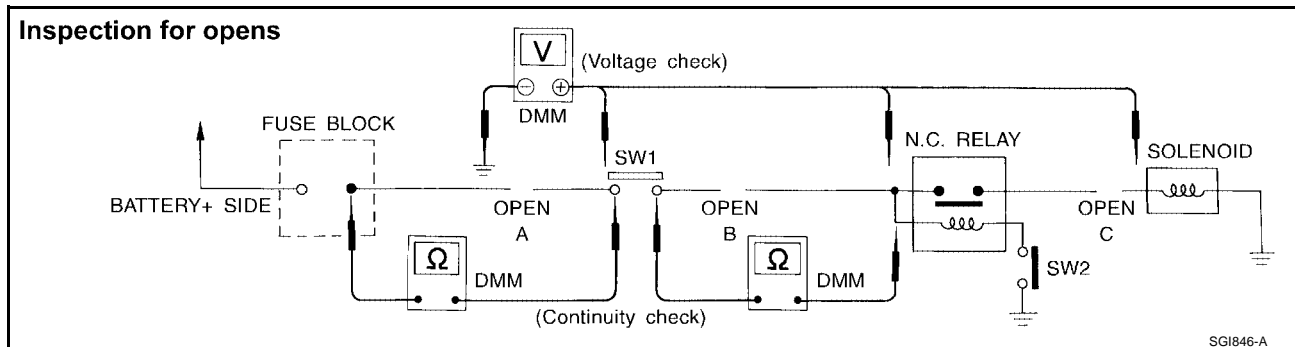 Inspection for opens
V
(Voltage check)
⊖ ⊕
DMM
FUSE BLOCK
SW1
N.C. RELAY
SOLENOID
BATTERY+ SIDE
OPEN
A
OPEN
B
OPEN
C
Ω
DMM
Ω
DMM
SW2
(Continuity check)
SGI846-A